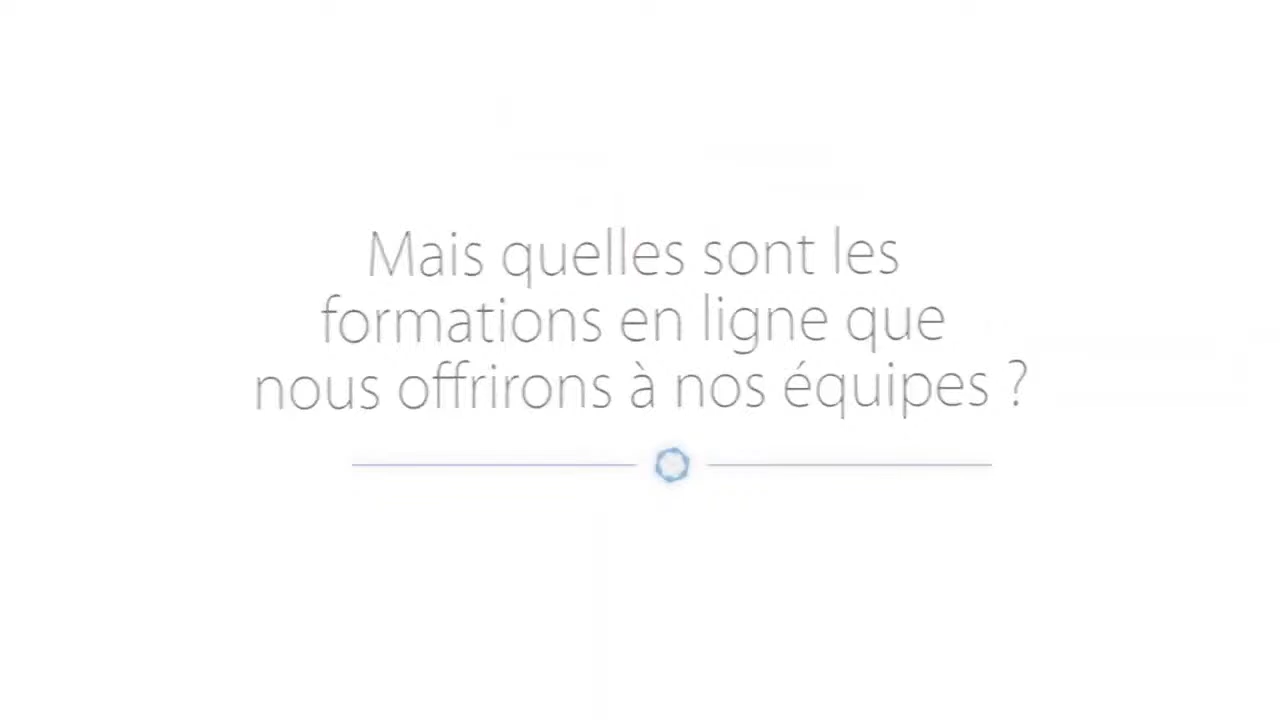 Mais quelles sont les
formations en ligne que
nous offrirons à nos équipes ?